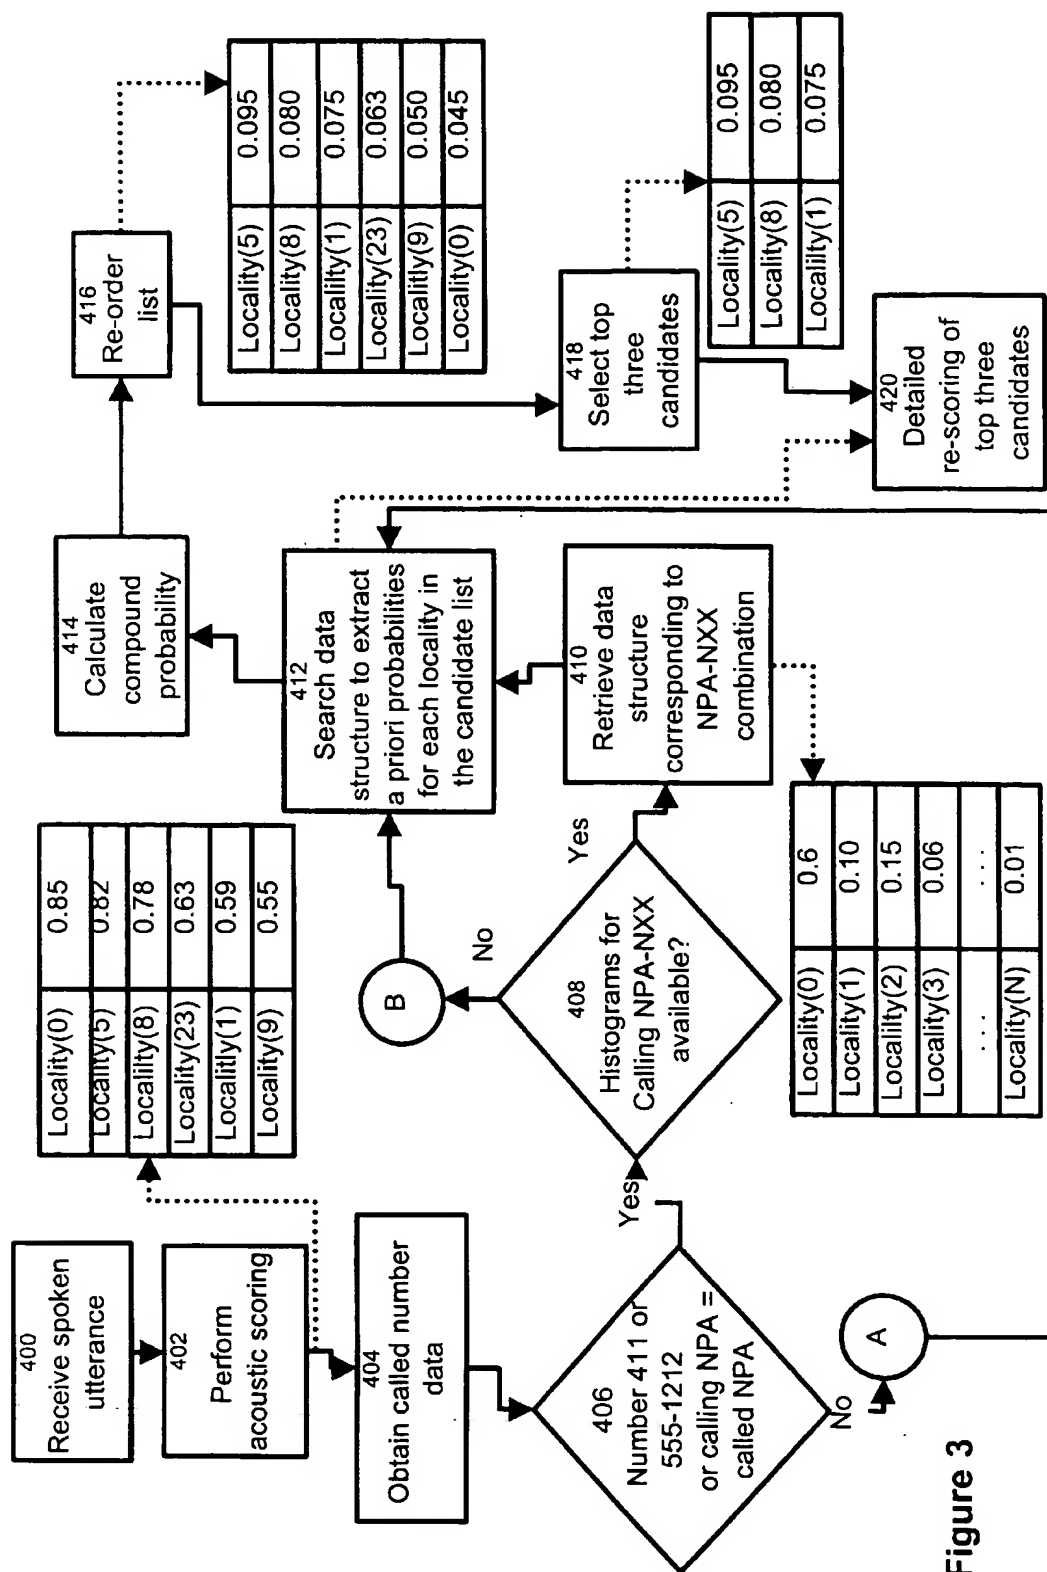 400
Receive spoken
utterance
402
Perform
acoustic scoring
404
Obtain called number
data
406
Number 411 or
555-1212
or calling NPA =
called NPA
Yes
No
A
Locality(0) 0.85
Locality(5) 0.82
Locallity(8) 0.78
Locality(23) 0.63
Localitly(1) 0.59
Locality(9) 0.55
B
No
408
Histograms for
Calling NPA-NXX
available?
Yes
Locality(0) 0.6
Locality(1) 0.10
Localilty(2) 0.15
Locality(3) 0.06
.... ...
Locality(N) 0.01
410
Retrieve data
structure
corresponding to
NPA-NXX
combination
412
Search data
structure to extract
a priori probabilities
for each locality in
the candidate list
414
Calculate
compound
probability
416
Re-order
list
Locality(5) 0.095
Locality(8) 0.080
Localilty(1) 0.075
Locality(23) 0.063
Localitly(9) 0.050
Locality(0) 0.045
418
Select top
three
candidates
Locality(5) 0.095
Locality(8) 0.080
Localilty(1) 0.075
420
Detailed
re-scoring of
top three
candidates
Figure 3